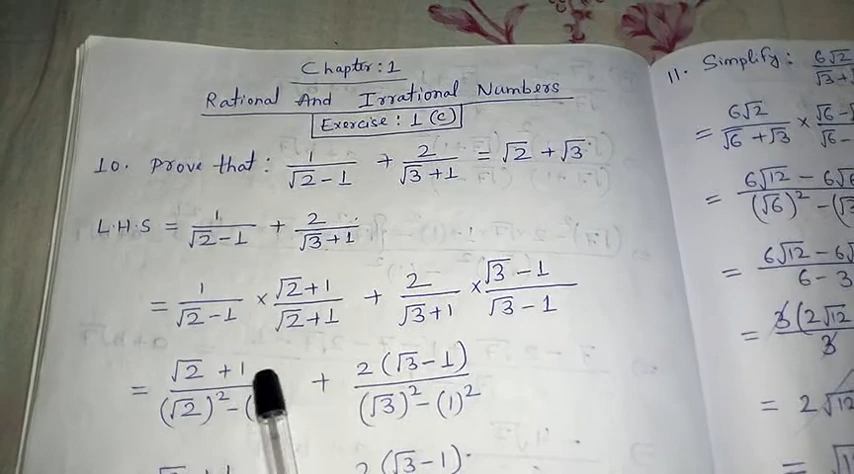 Chapter : 1
Rational And Irrational Numbers
Exercise : 1 (c)
10. Prove that : 1/(√2 - 1) + 2/(√3 + 1) = √2 + √3
L.H.S = 1/(√2 - 1) + 2/(√3 + 1)
= 1/(√2 - 1) × (√2 + 1)/(√2 + 1) + 2/(√3 + 1) × (√3 - 1)/(√3 - 1)
= (√2 + 1)/((√2)² - ( + 2(√3 - 1)/((√3)² - (1)²)
2(√3 - 1)
11. Simplify : 6√2
= 6√2/(√6 + √3) ×
= 6√12 - 6√6
(√6)² - (√3
= 6√12 - 6√
6 - 3
= 3(2√12
3
= 2√12
=